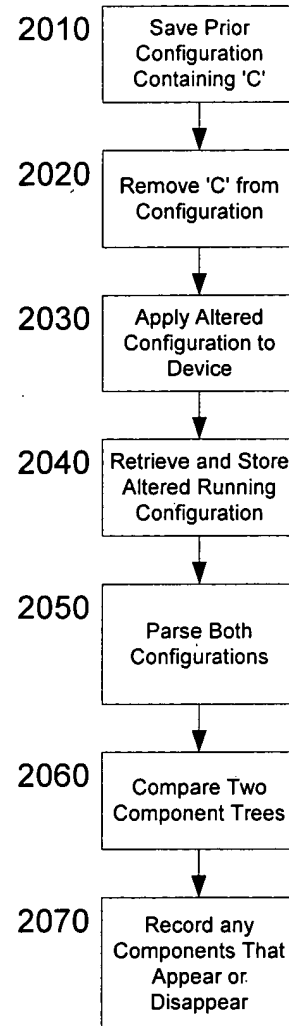 2010
Save Prior
Configuration
Containing 'C'
2020
Remove 'C' from
Configuration
2030
Apply Altered
Configuration to
Device
2040
Retrieve and Store
Altered Running
Configuration
2050
Parse Both
Configurations
2060
Compare Two
Component Trees
2070
Record any
Components That
Appear or
Disappear